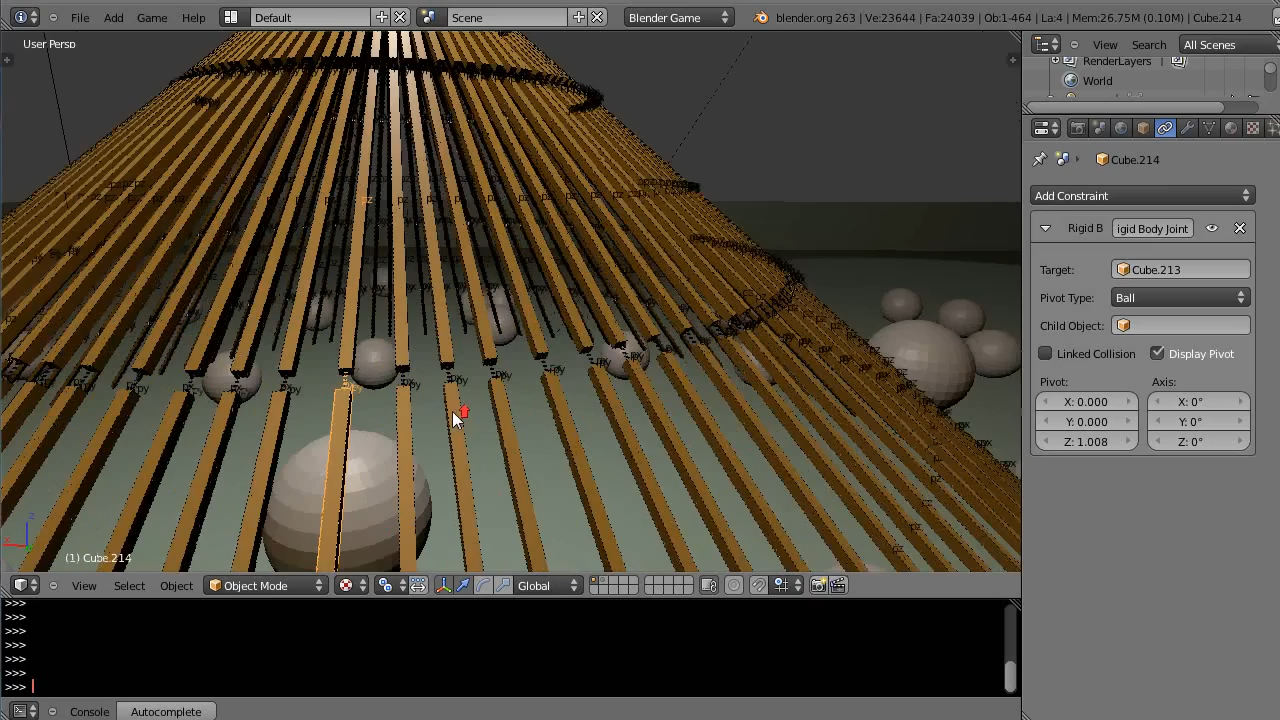 File Add Game Help Default Scene Blender Game blender.org 263 | Ve:23644 | Fa:24039 | Ob:1-464 | La:4 | Mem:26.75M (0.10M) | Cube.214
User Persp
View Search All Scenes
RenderLayers
World
Cube.214
Add Constraint
Rigid B igid Body Joint
Target: Cube.213
Pivot Type: Ball
Child Object:
Linked Collision Display Pivot
Pivot: Axis:
X: 0.000 X: 0°
Y: 0.000 Y: 0°
Z: 1.008 Z: 0°
pz
(1) Cube.214
View Select Object Object Mode Global
>>>
>>>
>>>
>>>
>>>
>>>
>>>
Console Autocomplete